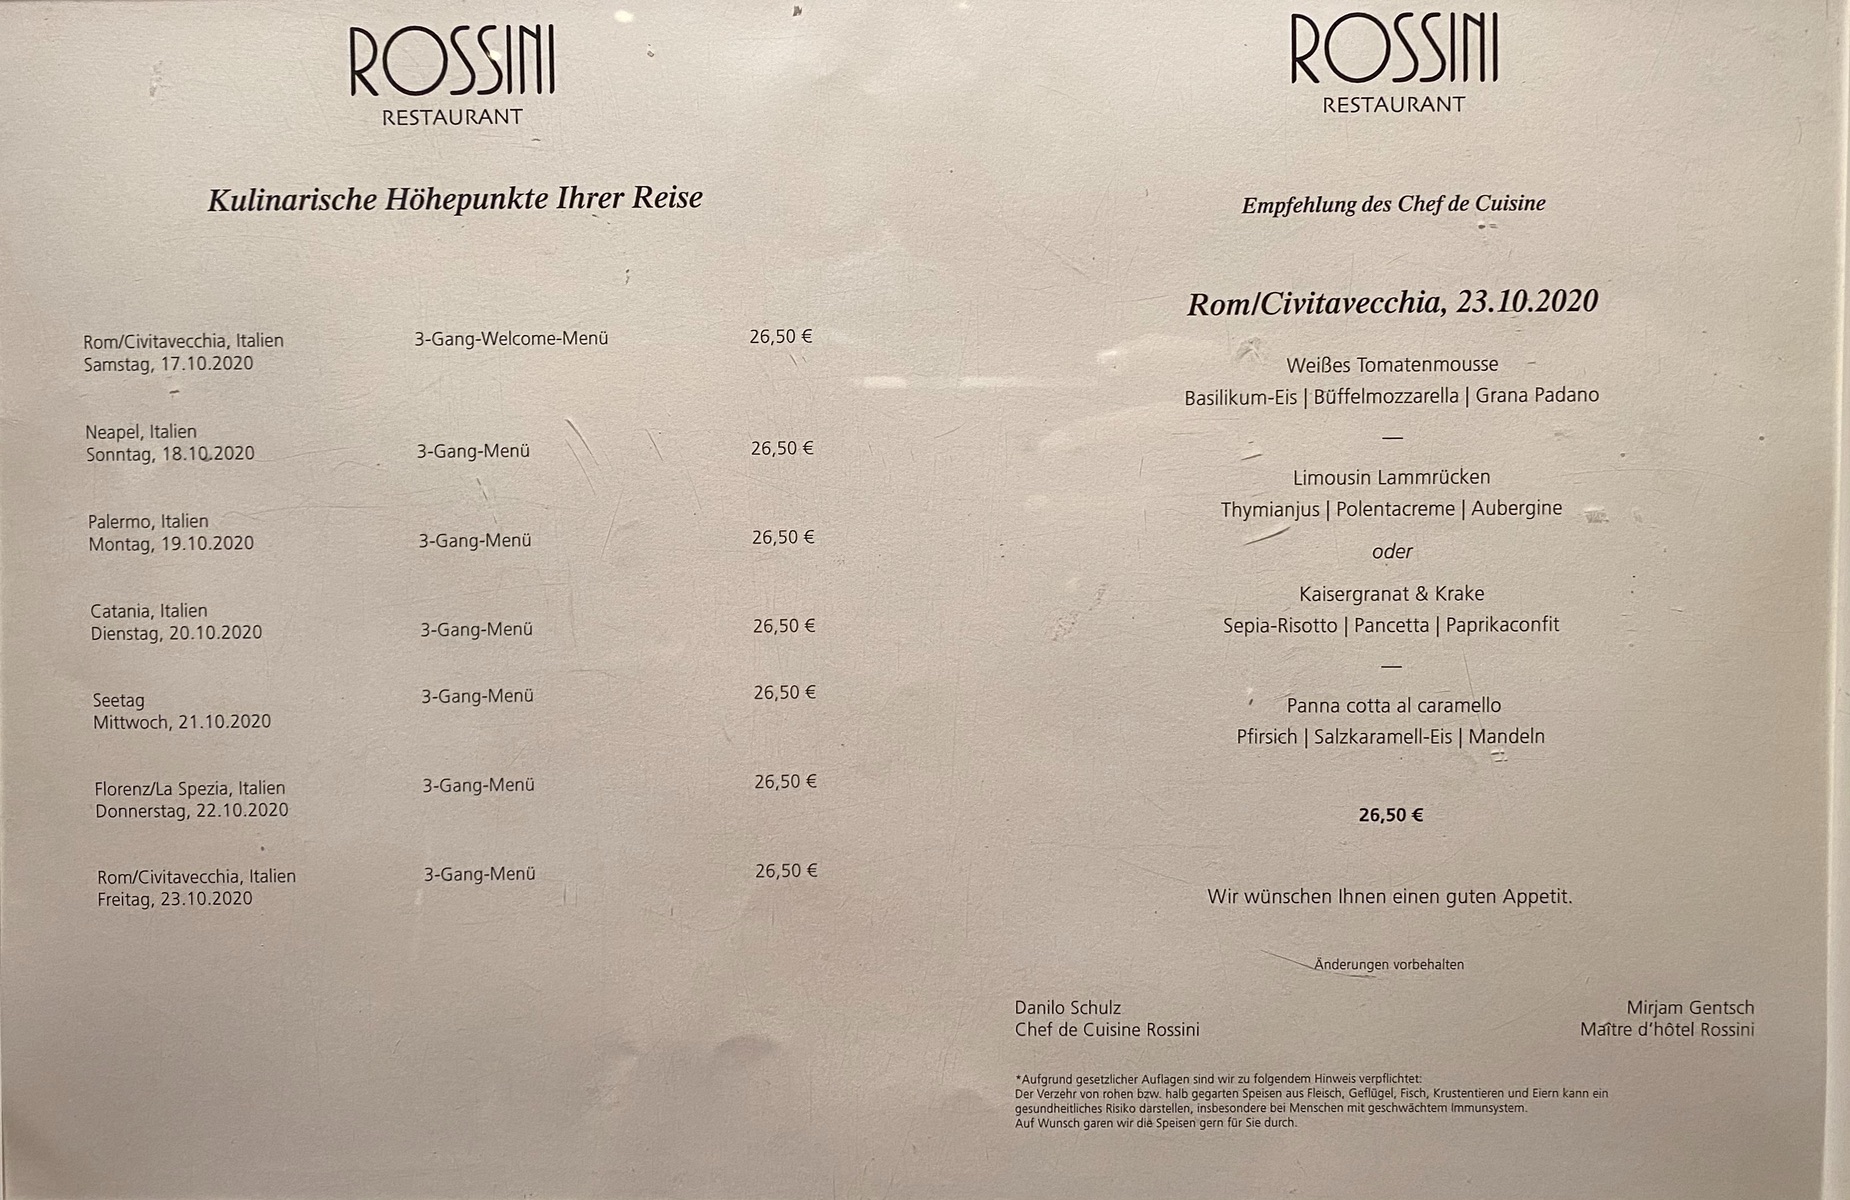 ROSSINI
RESTAURANT
Kulinarische Höhepunkte Ihrer Reise
Rom/Civitavecchia, Italien
Samstag, 17.10.2020
3-Gang-Welcome-Menü
26,50 €
Neapel, Italien
Sonntag, 18.10.2020
3-Gang-Menü
26,50 €
Palermo, Italien
Montag, 19.10.2020
3-Gang-Menü
26,50 €
Catania, Italien
Dienstag, 20.10.2020
3-Gang-Menü
26,50 €
Seetag
Mittwoch, 21.10.2020
3-Gang-Menü
26,50 €
Florenz/La Spezia, Italien
Donnerstag, 22.10.2020
3-Gang-Menü
26,50 €
Rom/Civitavecchia, Italien
Freitag, 23.10.2020
3-Gang-Menü
26,50 €
ROSSINI
RESTAURANT
Empfehlung des Chef de Cuisine
Rom/Civitavecchia, 23.10.2020
Weißes Tomatenmousse
Basilikum-Eis | Büffelmozzarella | Grana Padano
—
Limousin Lammrücken
Thymianjus | Polentacreme | Aubergine
oder
Kaisergranat & Krake
Sepia-Risotto | Pancetta | Paprikaconfit
—
Panna cotta al caramello
Pfirsich | Salzkaramell-Eis | Mandeln
26,50 €
Wir wünschen Ihnen einen guten Appetit.
Änderungen vorbehalten
Danilo Schulz
Chef de Cuisine Rossini
Mirjam Gentsch
Maître d'hôtel Rossini
*Aufgrund gesetzlicher Auflagen sind wir zu folgendem Hinweis verpflichtet:
Der Verzehr von rohen bzw. halb gegarten Speisen aus Fleisch, Geflügel, Fisch, Krustentieren und Eiern kann ein
gesundheitliches Risiko darstellen, insbesondere bei Menschen mit geschwächtem Immunsystem.
Auf Wunsch garen wir die Speisen gern für Sie durch.